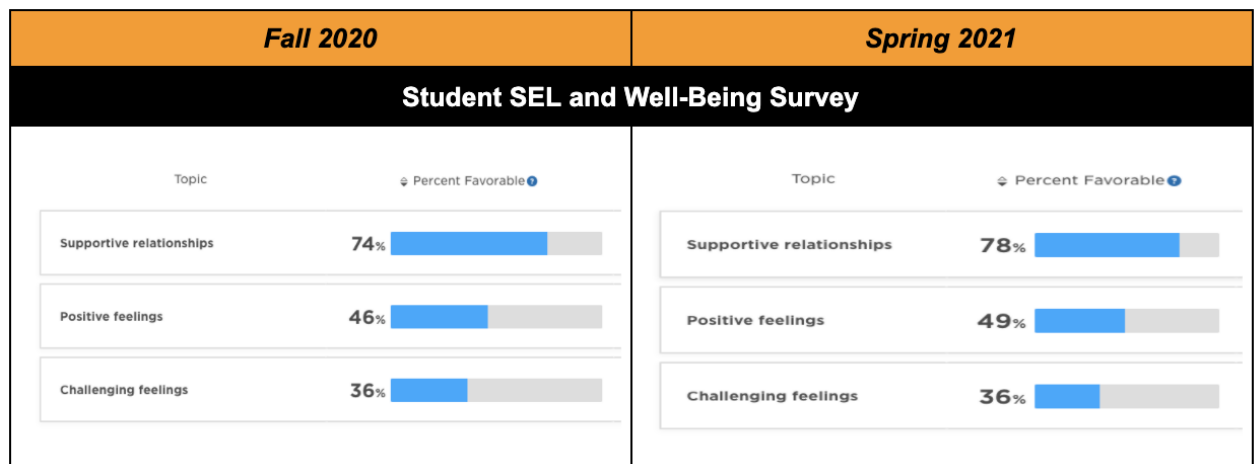 Fall 2020
Spring 2021
Student SEL and Well-Being Survey
Topic
Percent Favorable
Supportive relationships
74%
Positive feelings
46%
Challenging feelings
36%
Topic
Percent Favorable
Supportive relationships
78%
Positive feelings
49%
Challenging feelings
36%